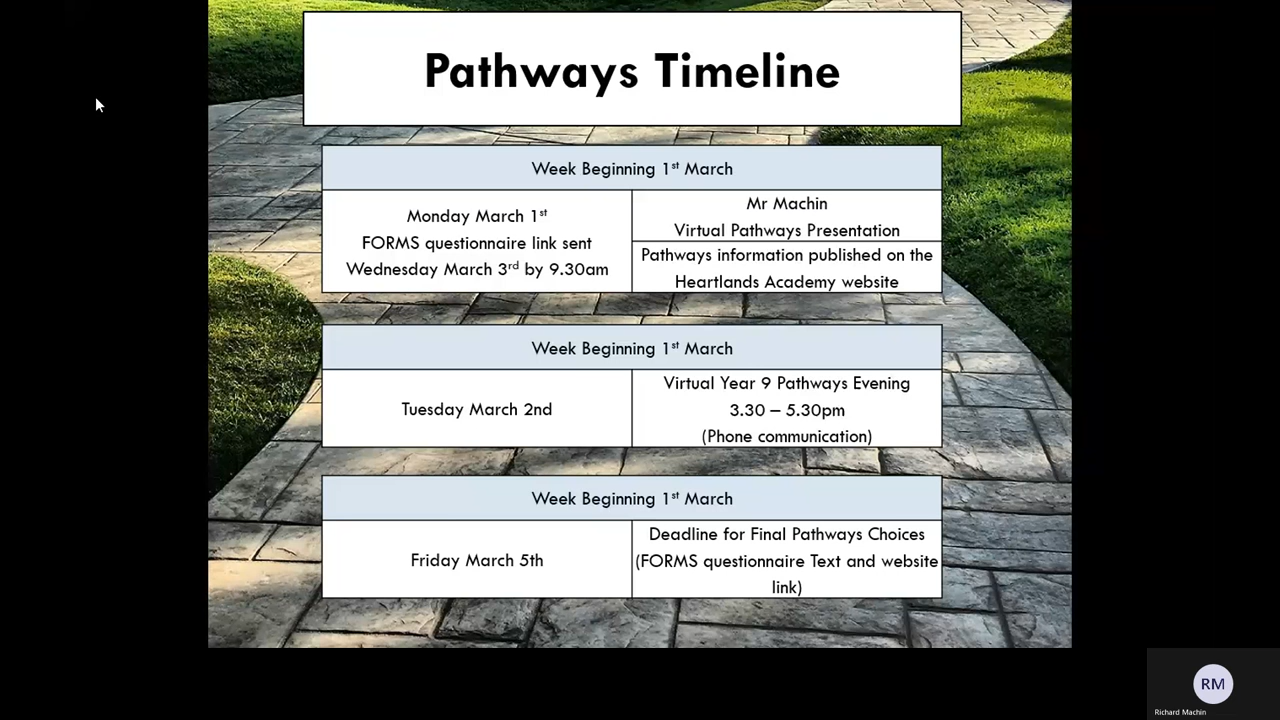 Pathways Timeline
Week Beginning 1st March
Monday March 1st
FORMS questionnaire link sent
Wednesday March 3rd by 9.30am
Mr Machin
Virtual Pathways Presentation
Pathways information published on the
Heartlands Academy website
Week Beginning 1st March
Tuesday March 2nd
Virtual Year 9 Pathways Evening
3.30 – 5.30pm
(Phone communication)
Week Beginning 1st March
Friday March 5th
Deadline for Final Pathways Choices
(FORMS questionnaire Text and website
link)
RM
Richard Machin